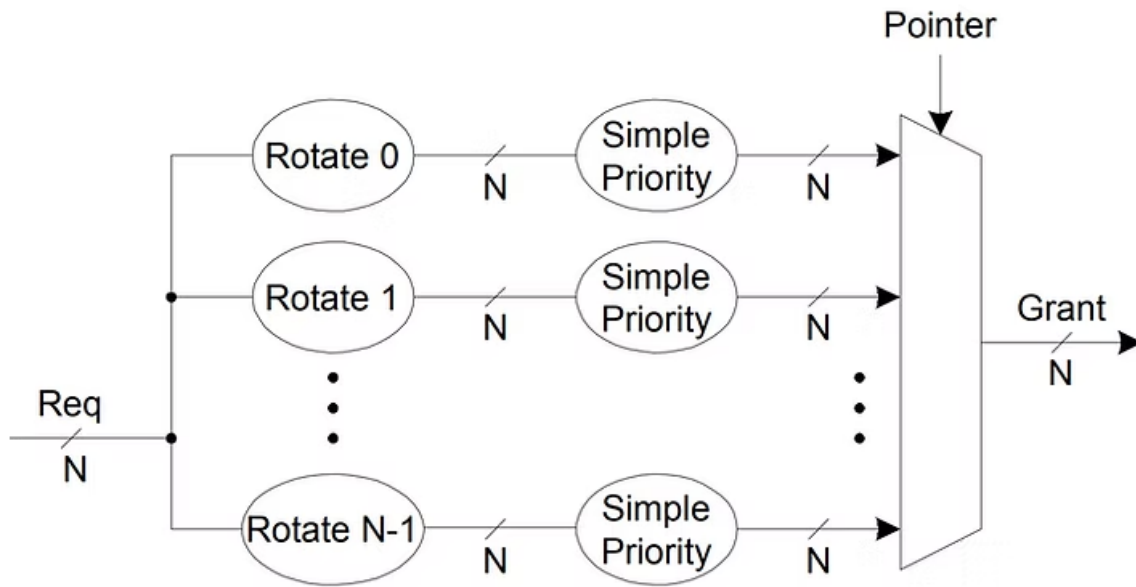 Pointer
Rotate 0
N
Simple
Priority
N
Rotate 1
N
Simple
Priority
N
Grant
N
Req
N
Rotate N-1
N
Simple
Priority
N